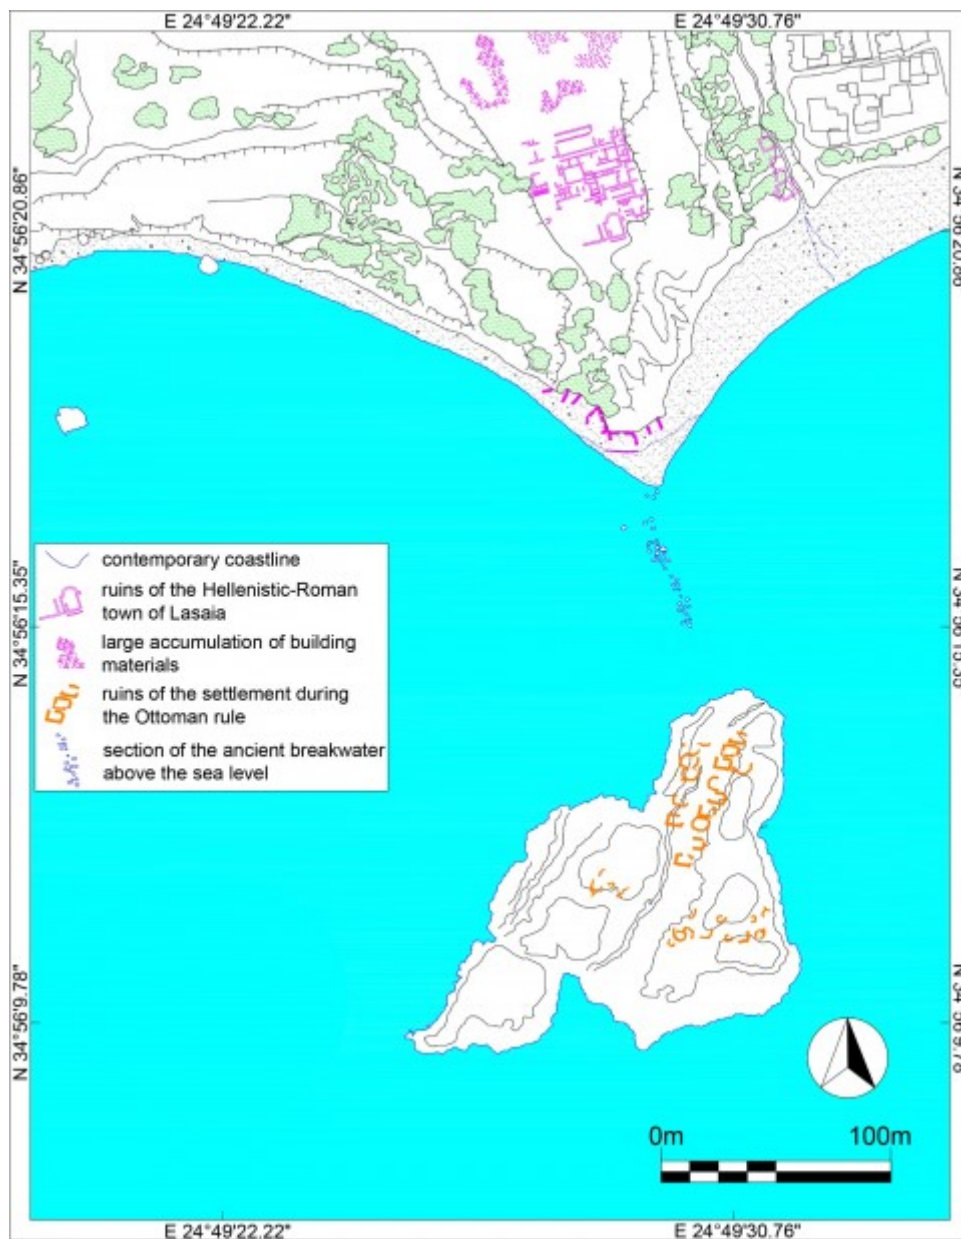 E 24°49'22.22" E 24°49'30.76"
N 34°56'20.86" N 34°56'20.86"
contemporary coastline
ruins of the Hellenistic-Roman
town of Lasaia
large accumulation of building
materials
ruins of the settlement during
the Ottoman rule
section of the ancient breakwater
above the sea level
N 34°56'15.35" N 34°56'15.35"
N 34°56'9.78" N 34°56'9.78"
0m 100m
E 24°49'22.22" E 24°49'30.76"